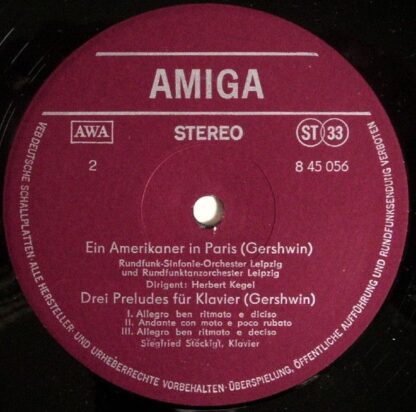 AMIGA
AWA
STEREO
ST 33
2
8 45 056
Ein Amerikaner in Paris (Gershwin)
Rundfunk-Sinfonie-Orchester Leipzig
und Rundfunktanzorchester Leipzig
Dirigent: Herbert Kegel
Drei Preludes für Klavier (Gershwin)
I. Allegro ben ritmato e diciso
II. Andante con moto e poco rubato
III. Allegro ben ritmato e deciso
Siegfried Stöckigt, Klavier
VEB DEUTSCHE SCHALLPLATTEN · ALLE HERSTELLER- UND URHEBERRECHTE VORBEHALTEN · ÜBERSPIELUNG, ÖFFENTLICHE AUFFÜHRUNG UND RUNDFUNKSENDUNG VERBOTEN